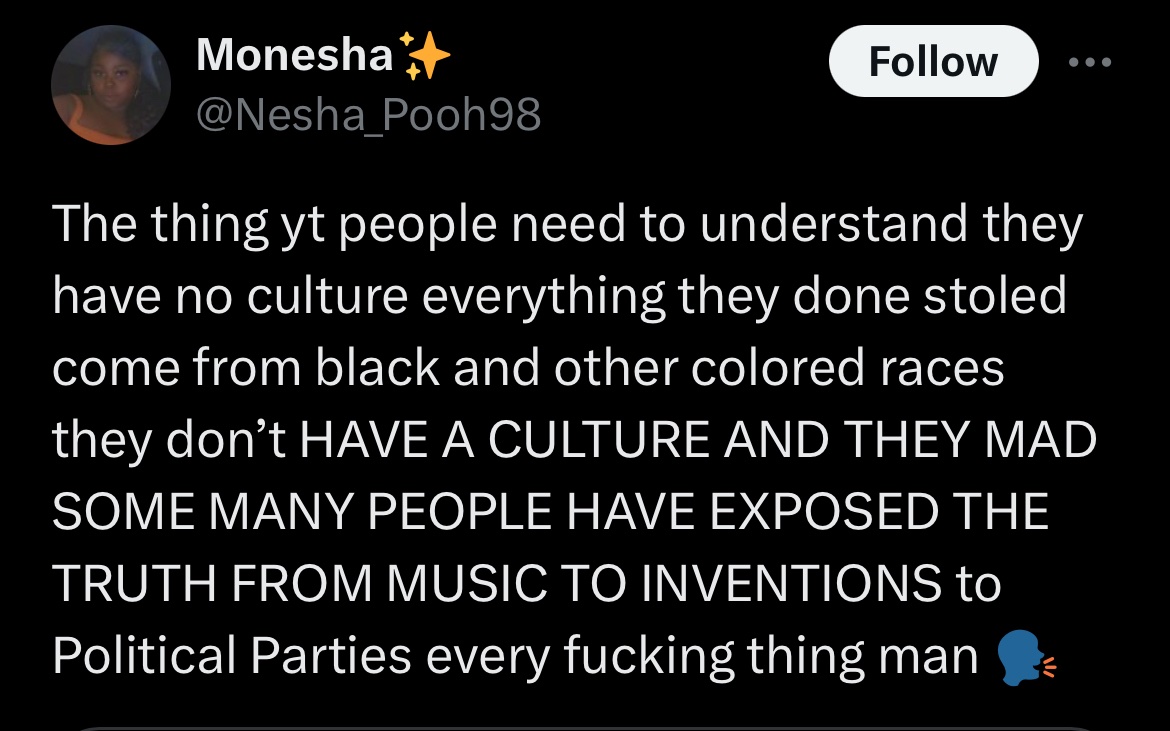 Monesha✨
@Nesha_Pooh98
Follow
The thing yt people need to understand they
have no culture everything they done stoled
come from black and other colored races
they don’t HAVE A CULTURE AND THEY MAD
SOME MANY PEOPLE HAVE EXPOSED THE
TRUTH FROM MUSIC TO INVENTIONS to
Political Parties every fucking thing man 🗣️